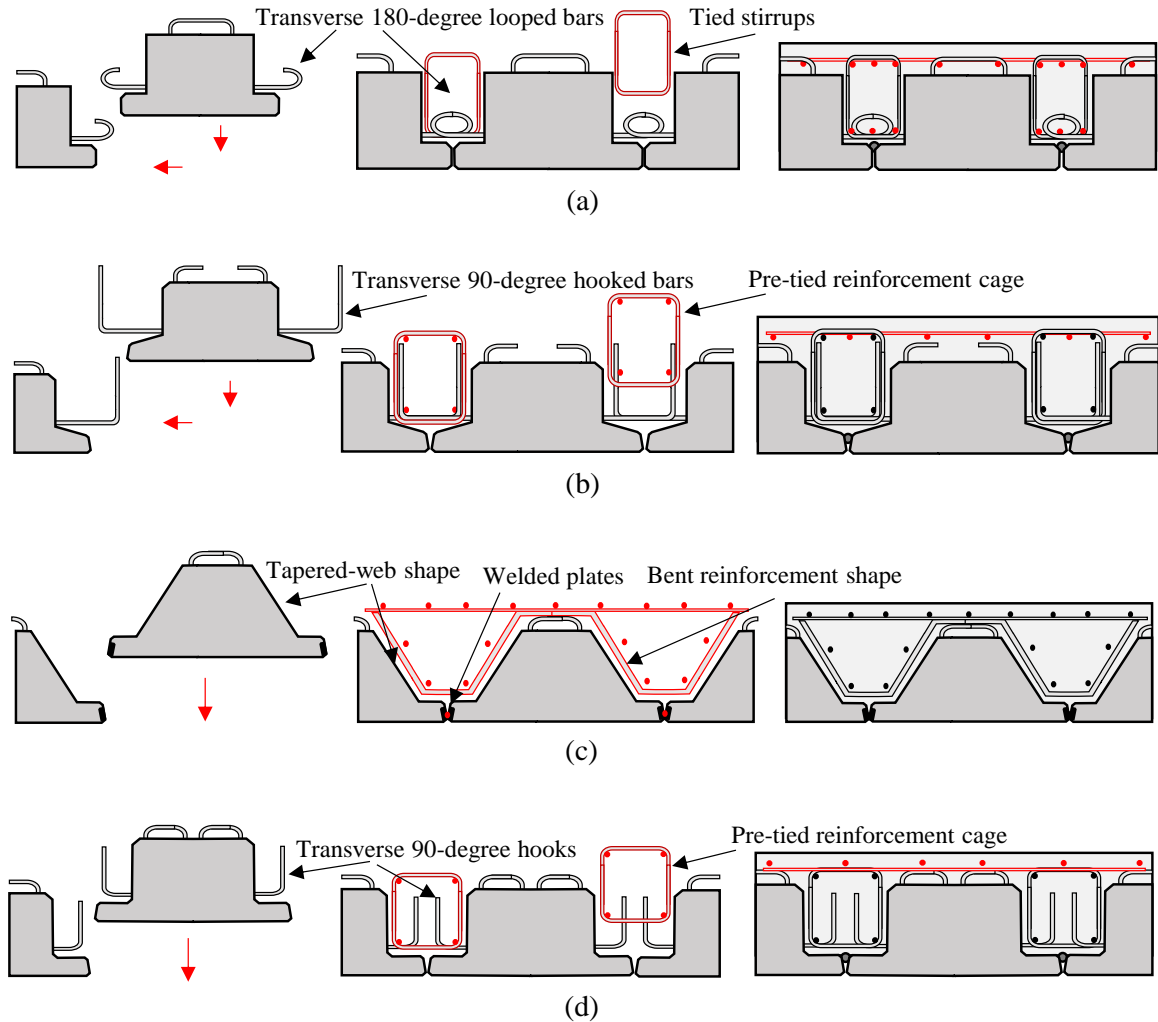 Transverse 180-degree looped bars
Tied stirrups
(a)
Transverse 90-degree hooked bars
Pre-tied reinforcement cage
(b)
Tapered-web shape
Welded plates
Bent reinforcement shape
(c)
Transverse 90-degree hooks
Pre-tied reinforcement cage
(d)